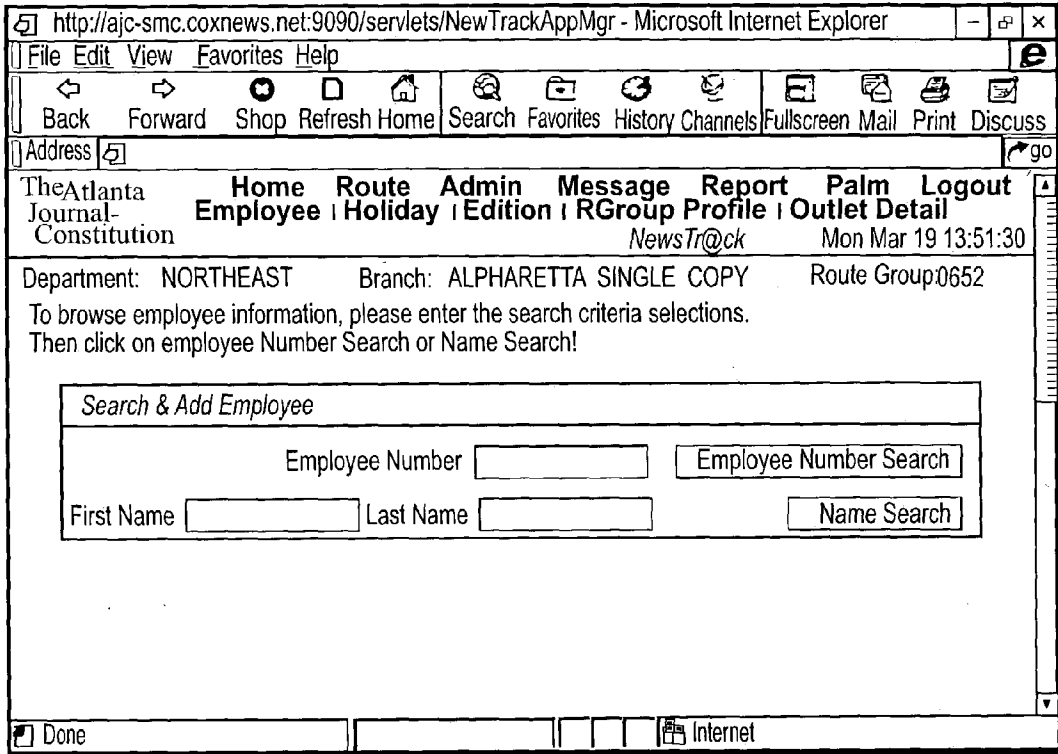 http://ajc-smc.coxnews.net:9090/servlets/NewTrackAppMgr - Microsoft Internet Explorer
File Edit View Favorites Help
Back Forward Shop Refresh Home Search Favorites History Channels Fullscreen Mail Print Discuss
Address go
The Atlanta Journal-Constitution
Home Route Admin Message Report Palm Logout
Employee | Holiday | Edition | RGroup Profile | Outlet Detail
NewsTr@ck Mon Mar 19 13:51:30
Department: NORTHEAST Branch: ALPHARETTA SINGLE COPY Route Group:0652
To browse employee information, please enter the search criteria selections.
Then click on employee Number Search or Name Search!
Search & Add Employee
Employee Number Employee Number Search
First Name Last Name Name Search
Done Internet